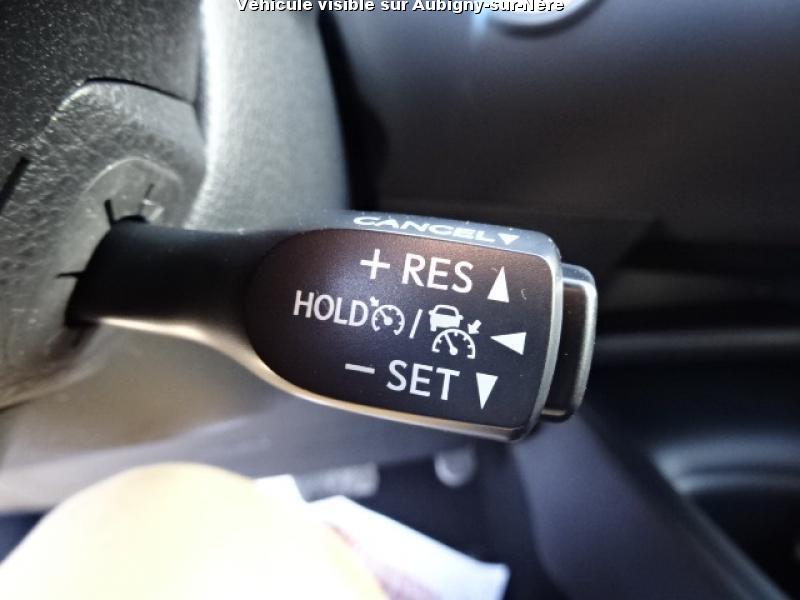 Véhicule visible sur Aubigny-sur-Nère
CANCEL
+ RES
HOLD /
- SET